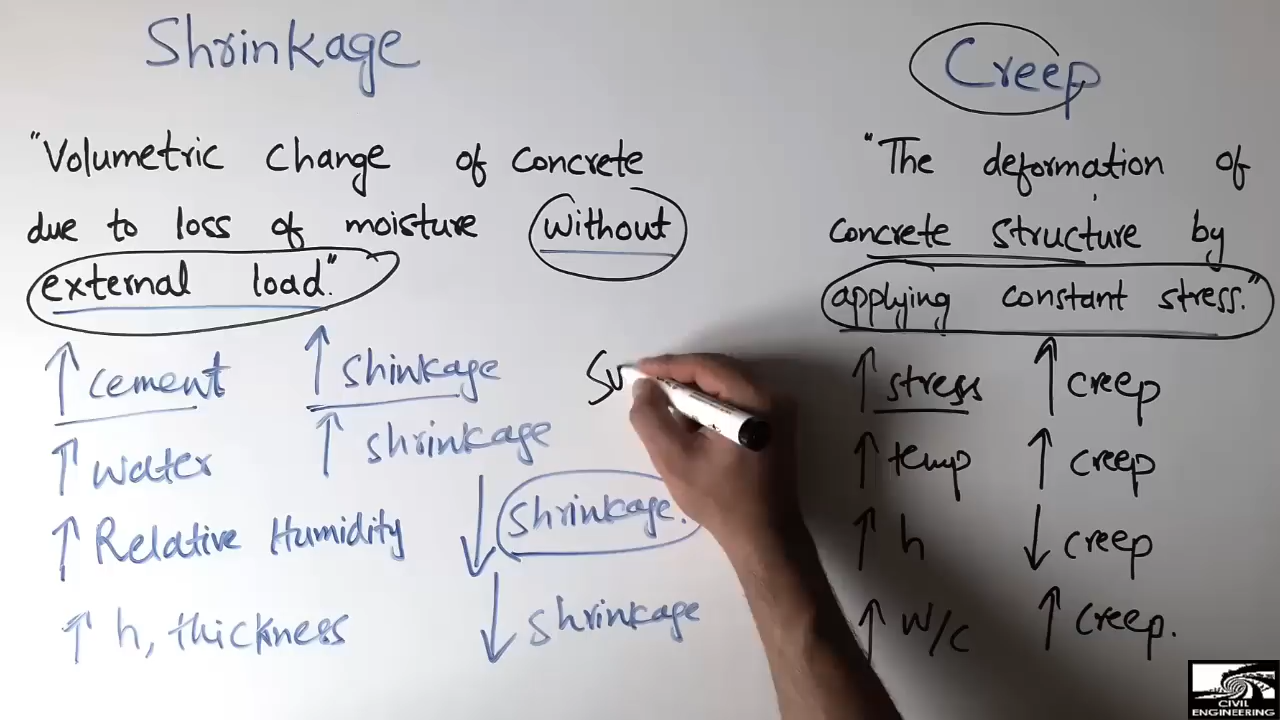 Shrinkage
"Volumetric change of concrete
due to loss of moisture without
external load."
↑ cement ↑ shinkage
↑ water ↑ shrinkage
↑ Relative Humidity ↓ shrinkage.
↑ h, thickness ↓ shrinkage
Su
Creep
"The deformation of
concrete structure by
applying constant stress."
↑ stress ↑ creep
↑ temp ↑ creep
↑ h ↓ creep
↑ w/c ↑ creep.
CIVIL
ENGINEERING